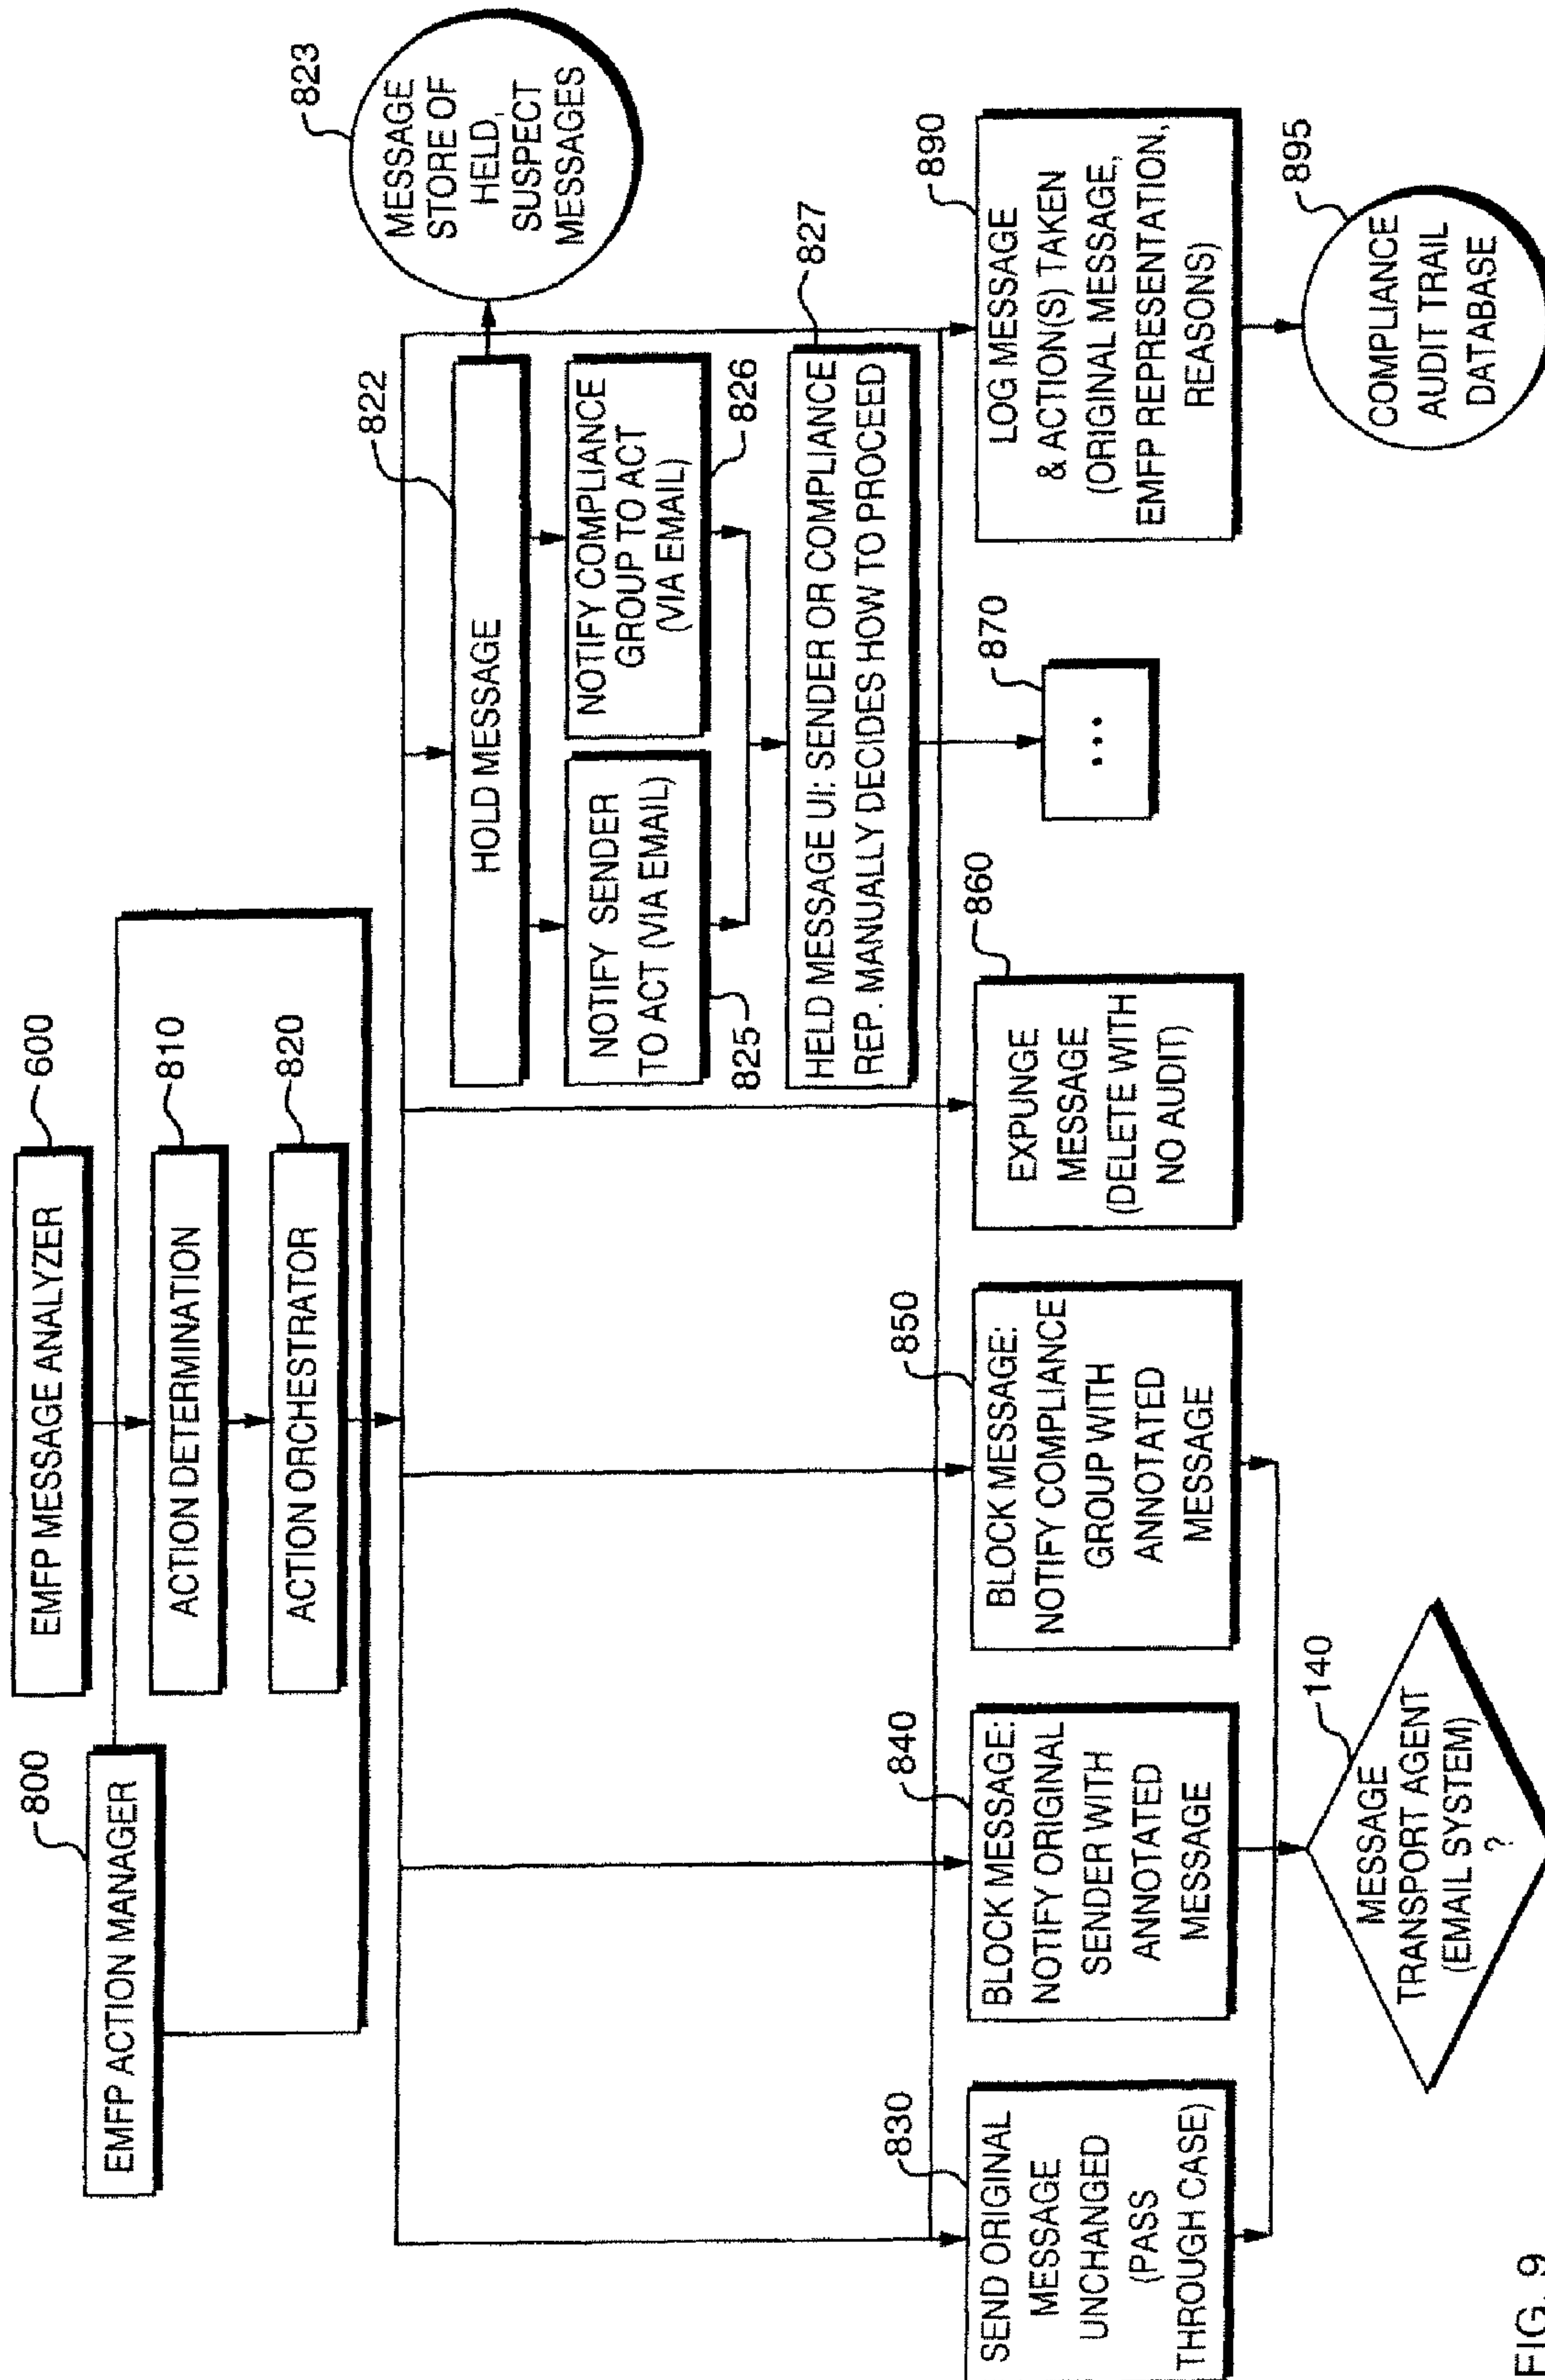 EMFP MESSAGE ANALYZER
600
800
EMFP ACTION MANAGER
ACTION DETERMINATION
810
ACTION ORCHESTRATOR
820
822
HOLD MESSAGE
823
MESSAGE
STORE OF
HELD,
SUSPECT
MESSAGES
NOTIFY SENDER
TO ACT (VIA EMAIL)
825
NOTIFY COMPLIANCE
GROUP TO ACT
(VIA EMAIL)
826
827
HELD MESSAGE UI: SENDER OR COMPLIANCE
REP. MANUALLY DECIDES HOW TO PROCEED
830
SEND ORIGINAL
MESSAGE
UNCHANGED
(PASS
THROUGH CASE)
840
BLOCK MESSAGE:
NOTIFY ORIGINAL
SENDER WITH
ANNOTATED
MESSAGE
850
BLOCK MESSAGE:
NOTIFY COMPLIANCE
GROUP WITH
ANNOTATED
MESSAGE
860
EXPUNGE
MESSAGE
(DELETE WITH
NO AUDIT)
870
...
890
LOG MESSAGE
& ACTION(S) TAKEN
(ORIGINAL MESSAGE,
EMFP REPRESENTATION,
REASONS)
140
MESSAGE
TRANSPORT AGENT
(EMAIL SYSTEM)
?
895
COMPLIANCE
AUDIT TRAIL
DATABASE
FIG. 9